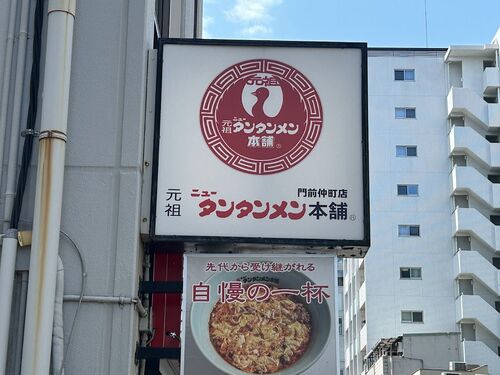 元祖
元祖
ニュー
タンタンメン
本舗®
門前仲町店
元祖
ニュー
タンタンメン本舗®
先代から受け継がれる
自慢の一杯